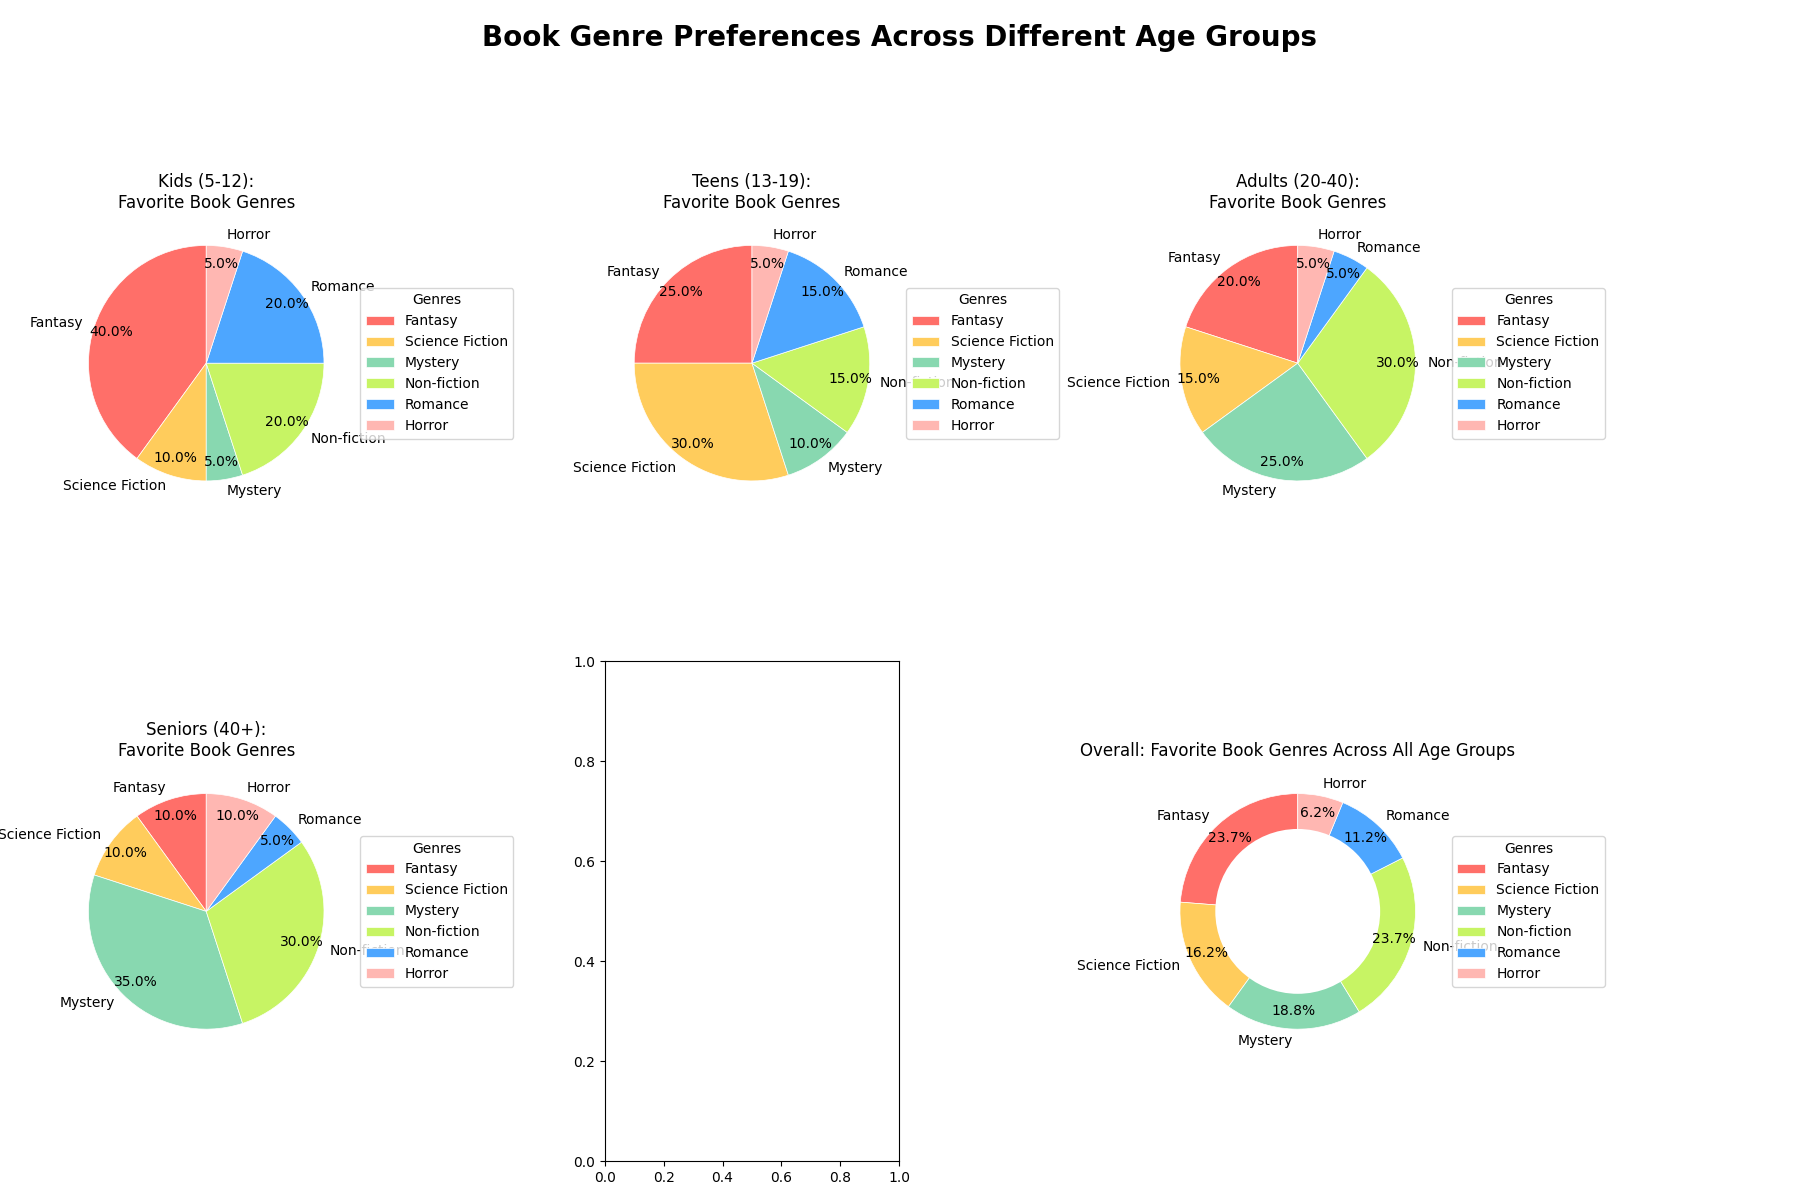 Book Genre Preferences Across Different Age Groups
Kids (5-12):
Favorite Book Genres
Horror
5.0%
Romance
20.0%
Fantasy
40.0%
20.0%
Non-fiction
10.0%
5.0%
Science Fiction
Mystery
Genres
Fantasy
Science Fiction
Mystery
Non-fiction
Romance
Horror
Teens (13-19):
Favorite Book Genres
Horror
5.0%
Fantasy
25.0%
Romance
15.0%
15.0%
Non-fiction
30.0%
10.0%
Science Fiction
Mystery
Genres
Fantasy
Science Fiction
Mystery
Non-fiction
Romance
Horror
Adults (20-40):
Favorite Book Genres
Horror
Romance
Fantasy
5.0%
5.0%
20.0%
30.0%
Non-fiction
Science Fiction
15.0%
25.0%
Mystery
Genres
Fantasy
Science Fiction
Mystery
Non-fiction
Romance
Horror
Seniors (40+):
Favorite Book Genres
Fantasy
Horror
10.0%
10.0%
Romance
5.0%
Science Fiction
10.0%
30.0%
Non-fiction
35.0%
Mystery
Genres
Fantasy
Science Fiction
Mystery
Non-fiction
Romance
Horror
1.0
0.8
0.6
0.4
0.2
0.0
0.0 0.2 0.4 0.6 0.8 1.0
Overall: Favorite Book Genres Across All Age Groups
Horror
6.2%
Fantasy
23.7%
Romance
11.2%
23.7%
Non-fiction
16.2%
Science Fiction
18.8%
Mystery
Genres
Fantasy
Science Fiction
Mystery
Non-fiction
Romance
Horror